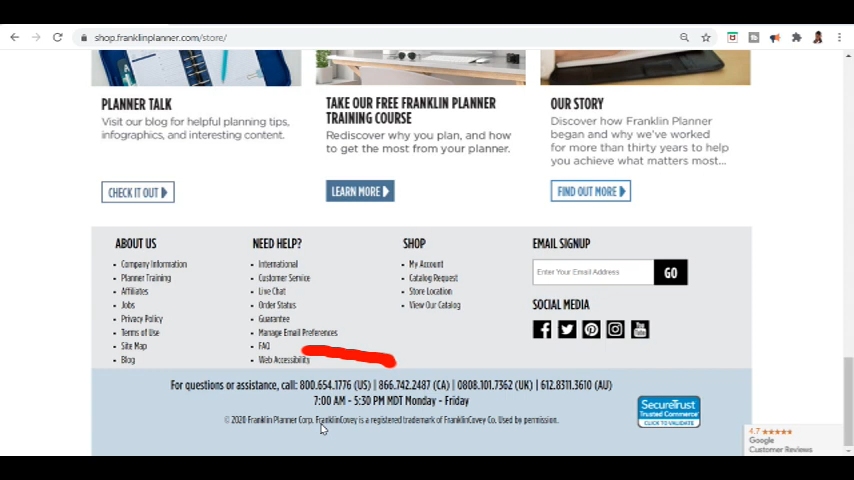 shop.franklinplanner.com/store/
PLANNER TALK
Visit our blog for helpful planning tips,
infographics, and interesting content.
CHECK IT OUT
TAKE OUR FREE FRANKLIN PLANNER
TRAINING COURSE
Rediscover why you plan, and how
to get the most from your planner.
LEARN MORE
OUR STORY
Discover how Franklin Planner
began and why we've worked
for more than thirty years to help
you achieve what matters most...
FIND OUT MORE
ABOUT US
• Company Information
• Planner Training
• Affiliates
• Jobs
• Privacy Policy
• Terms of Use
• Site Map
• Blog
NEED HELP?
• International
• Customer Service
• Live Chat
• Order Status
• Guarantee
• Manage Email Preferences
• FAQ
• Web Accessibility
SHOP
• My Account
• Catalog Request
• Store Location
• View Our Catalog
EMAIL SIGNUP
Enter Your Email Address
GO
SOCIAL MEDIA
You Tube
For questions or assistance, call: 800.654.1776 (US) | 866.742.2487 (CA) | 0808.101.7362 (UK) | 612.8311.3610 (AU)
7:00 AM - 5:30 PM MDT Monday - Friday
© 2020 Franklin Planner Corp. FranklinCovey is a registered trademark of FranklinCovey Co. Used by permission.
SecureTrust
Trusted Commerce
CLICK TO VALIDATE
4.7 ★★★★★
Google
Customer Reviews